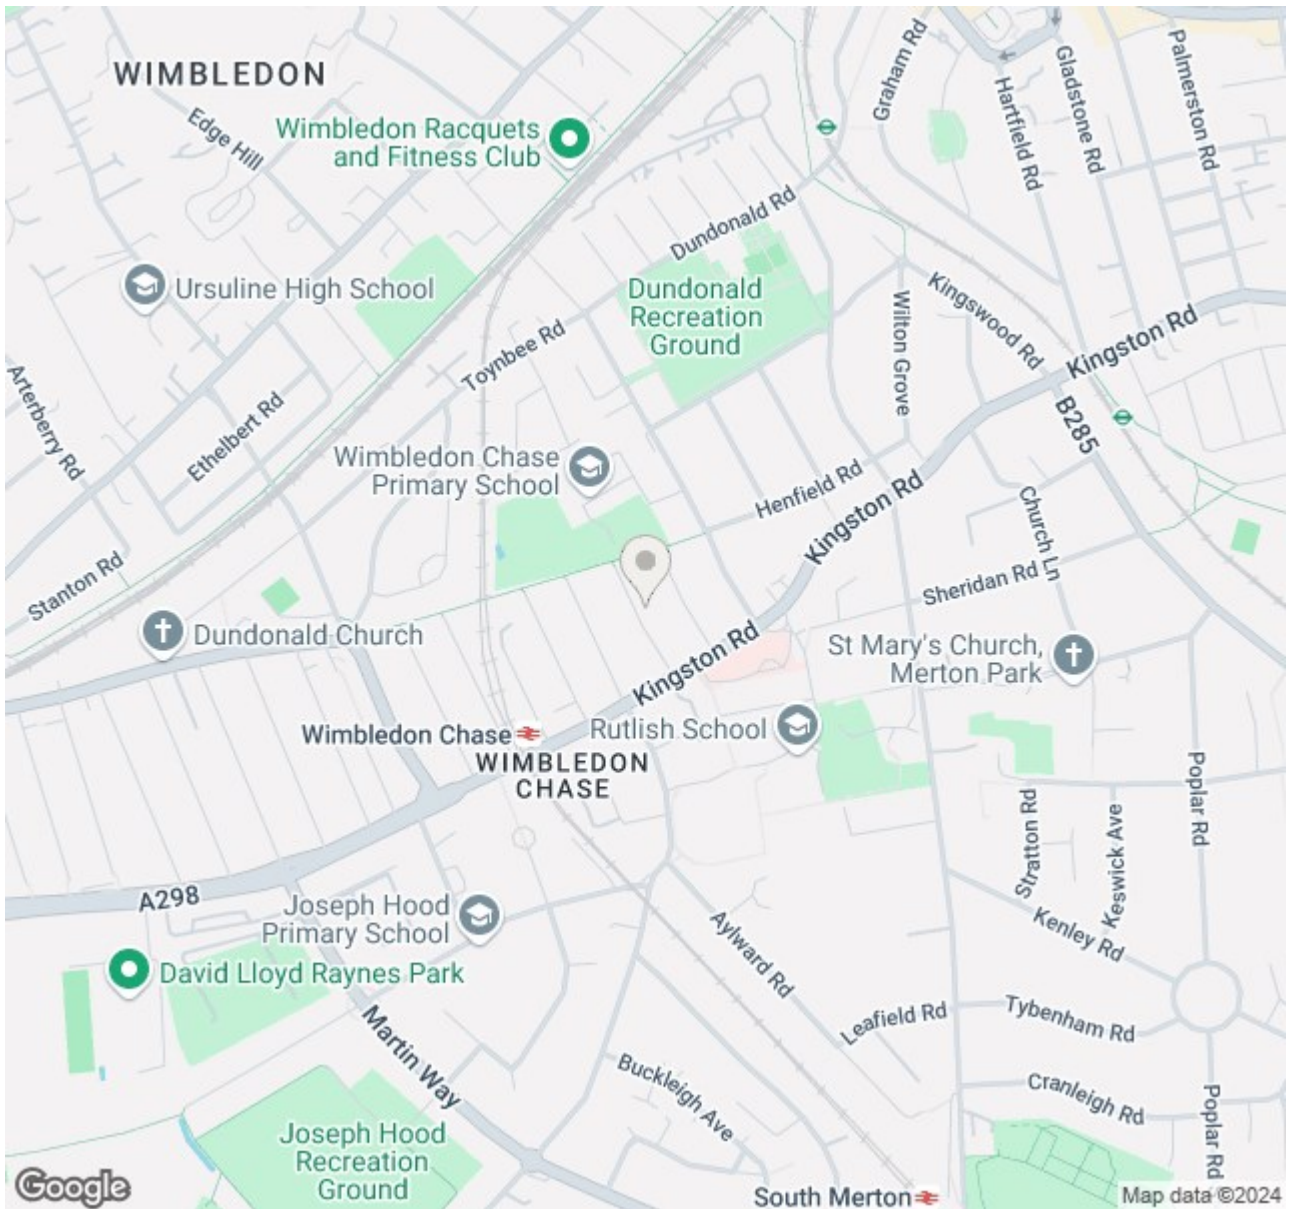 Graham Rd
Gladstone Rd
Palmerston Rd
Hartfield Rd
WIMBLEDON
Edge Hill
Wimbledon Racquets
and Fitness Club
Dundonald Rd
Ursuline High School
Dundonald
Recreation
Ground
Wilton Grove
Kingswood Rd
Kingston Rd
Toynbee Rd
Arterberry Rd
Ethelbert Rd
B285
Wimbledon Chase
Primary School
Henfield Rd
Kingston Rd
Church Ln
Stanton Rd
Sheridan Rd
Dundonald Church
Kingston Rd
St Mary's Church,
Merton Park
Wimbledon Chase
Rutlish School
WIMBLEDON
CHASE
Poplar Rd
Stratton Rd
Keswick Ave
A298
Joseph Hood
Primary School
Aylward Rd
Kenley Rd
David Lloyd Raynes Park
Leafield Rd
Tybenham Rd
Martin Way
Buckleigh Ave
Cranleigh Rd
Poplar Rd
Joseph Hood
Recreation
Ground
South Merton
Google
Map data ©2024